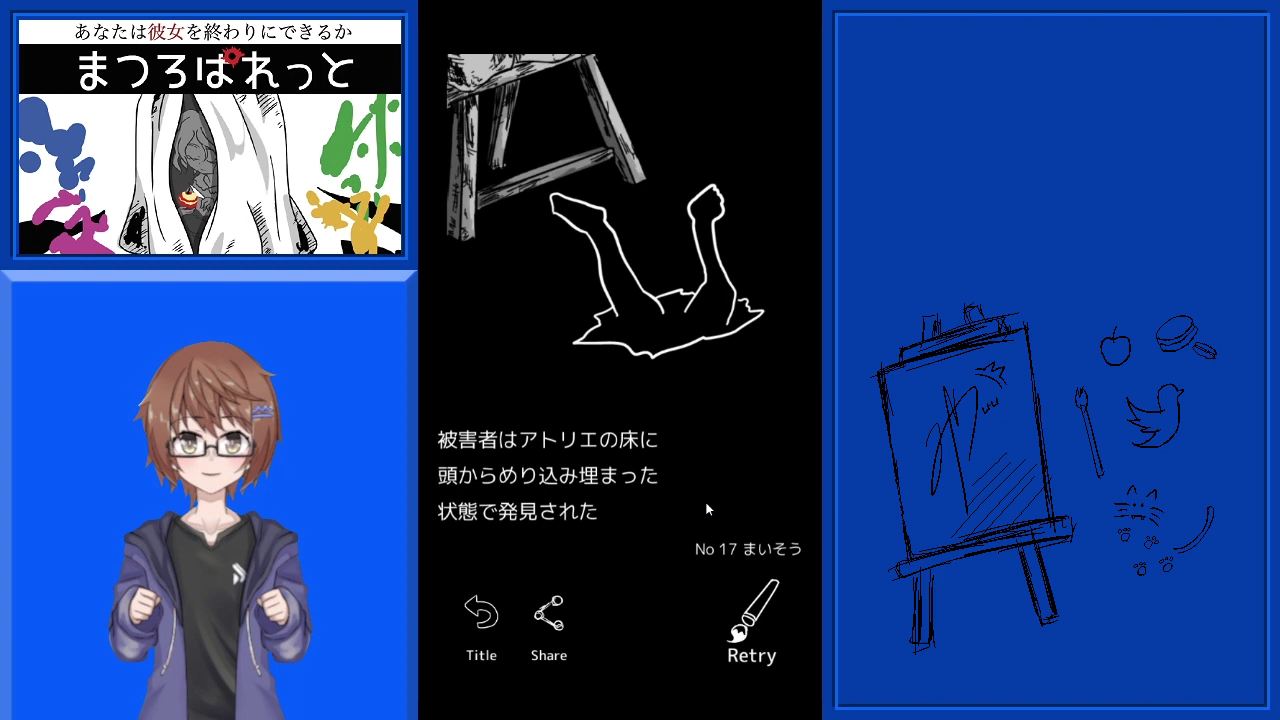 あなたは彼女を終わりにできるか
まつろぱれっと
被害者はアトリエの床に
頭からめり込み埋まった
状態で発見された
No 17 まいそう
Title
Share
Retry